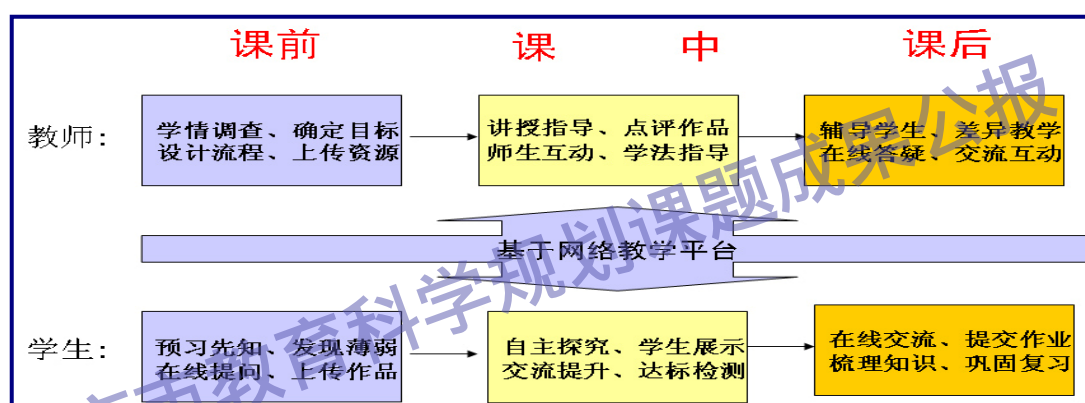 课前 课 中 课后
教师: 学情调查、确定目标 讲授指导、点评作品 辅导学生、差异教学
设计流程、上传资源 师生互动、学法指导 在线答疑、交流互动
基于网络教学平台
学生: 预习先知、发现薄弱 自主探究、学生展示 在线交流、提交作业
在线提问、上传作品 交流提升、达标检测 梳理知识、巩固复习
市教育科学规划课题成果公报